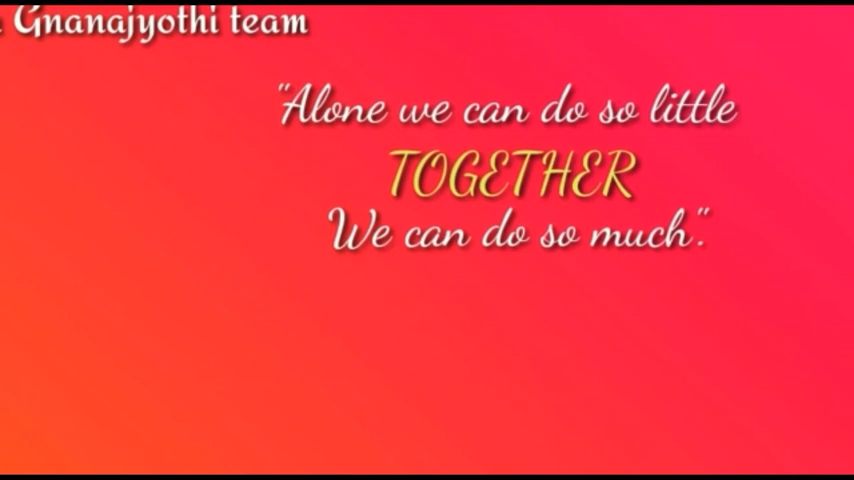 Gnanajyothi team
"Alone we can do so little
TOGETHER
We can do so much".